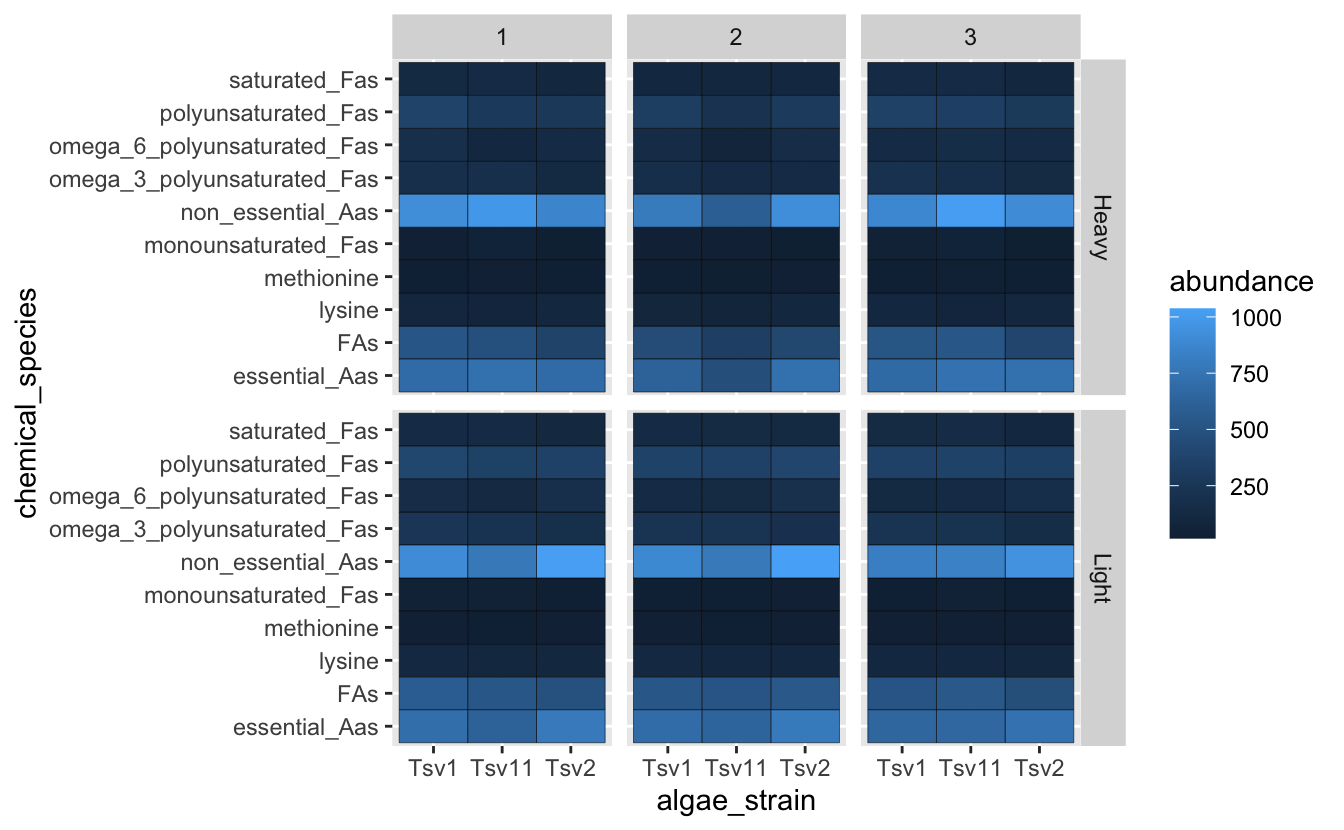 1 2 3
saturated_Fas
polyunsaturated_Fas
omega_6_polyunsaturated_Fas
omega_3_polyunsaturated_Fas
non_essential_Aas
monounsaturated_Fas
methionine
lysine
FAs
essential_Aas
Heavy
saturated_Fas
polyunsaturated_Fas
omega_6_polyunsaturated_Fas
omega_3_polyunsaturated_Fas
non_essential_Aas
monounsaturated_Fas
methionine
lysine
FAs
essential_Aas
Light
Tsv1 Tsv11 Tsv2 Tsv1 Tsv11 Tsv2 Tsv1 Tsv11 Tsv2
algae_strain
chemical_species
abundance
1000
750
500
250